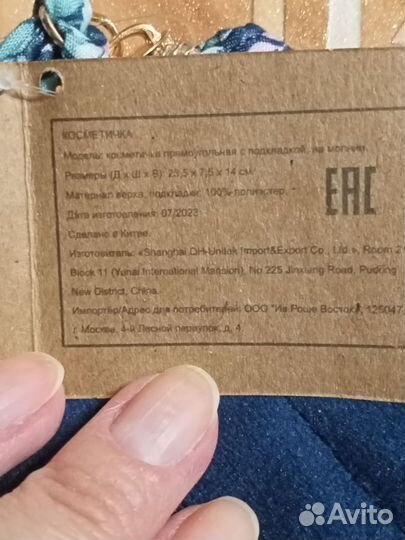 КОСМЕТИЧКА
Модель: косметичка прямоугольная с подкладкой, на молнии.
Размеры (Д х Ш х В): 23,5 х 7,5 х 14 см
Материал верха, подкладки: 100% полиэстер.
Дата изготовления: 07/2023
Сделано в Китае.
EAC
Изготовитель: «Shanghai DH-Unilok Import&Export Co., Ltd.», Room 2
Block 11 (Yunai International Mansion), No.225 Jinxiang Road, Pudong
New District, China.
Импортёр/Адрес для потребителей: ООО "Ив Роше Восток", 125047,
г. Москва, 4-й Лесной переулок, д. 4.
Avito